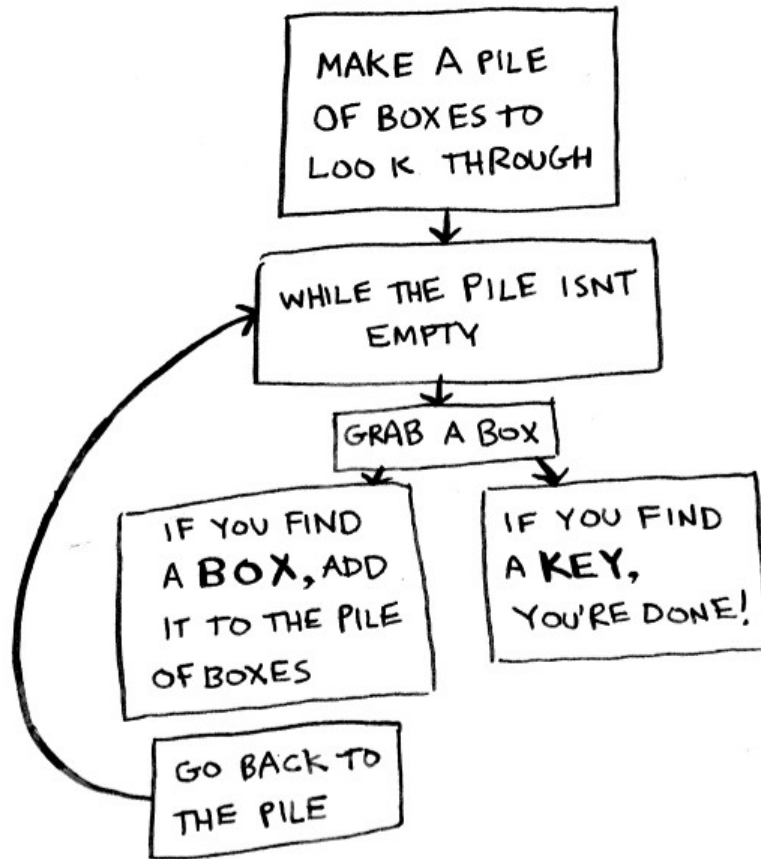 MAKE A PILE
OF BOXES TO
LOOK THROUGH
WHILE THE PILE ISNT
EMPTY
GRAB A BOX
IF YOU FIND
A BOX, ADD
IT TO THE PILE
OF BOXES
IF YOU FIND
A KEY,
YOU'RE DONE!
GO BACK TO
THE PILE